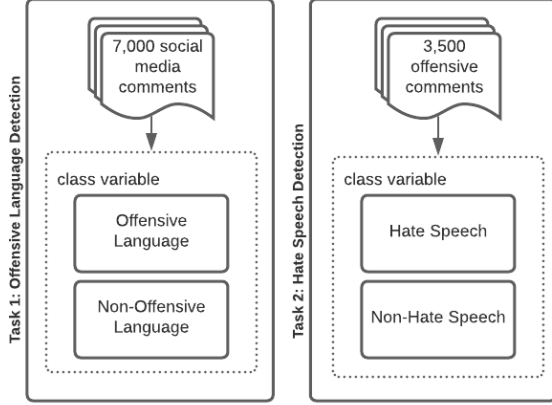 Task 1: Offensive Language Detection
7,000 social
media
comments
class variable
Offensive
Language
Non-Offensive
Language
Task 2: Hate Speech Detection
3,500
offensive
comments
class variable
Hate Speech
Non-Hate Speech